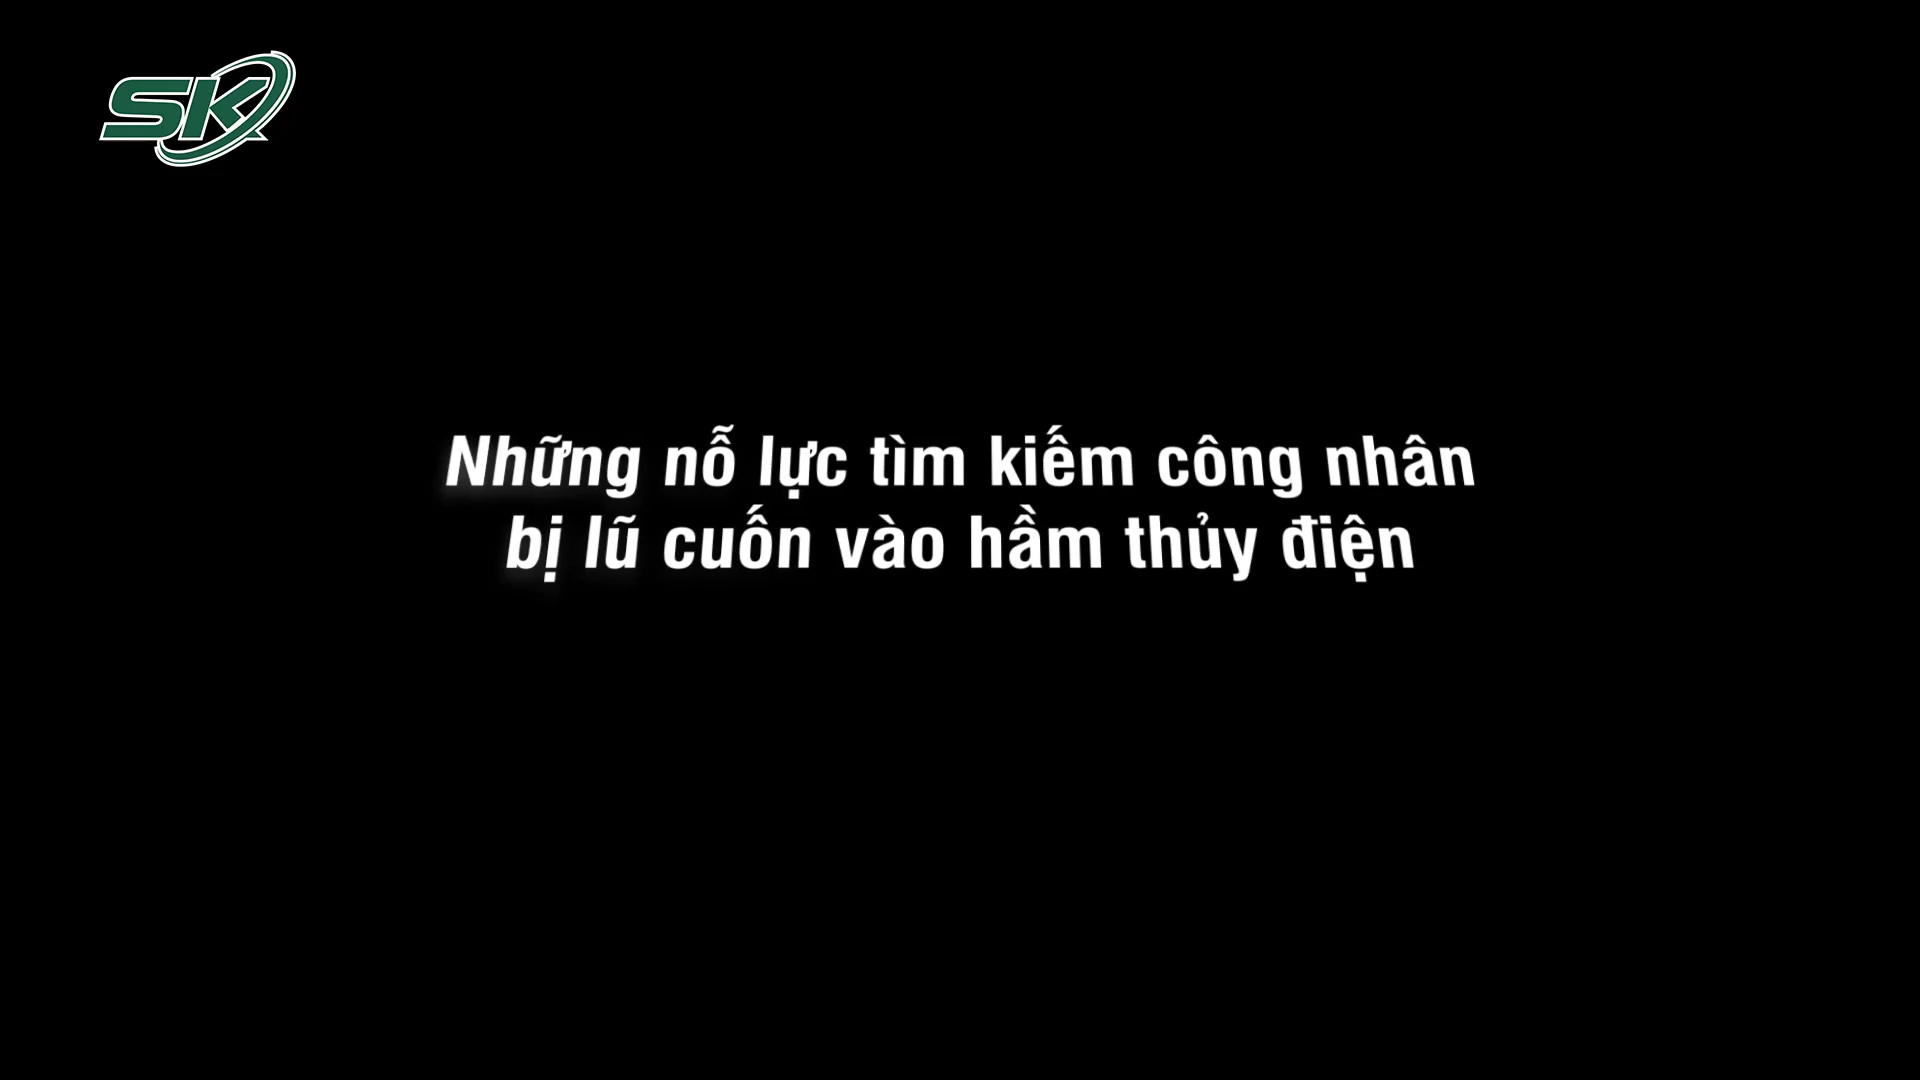 SK
Những nỗ lực tìm kiếm công nhân
bị lũ cuốn vào hầm thủy điện